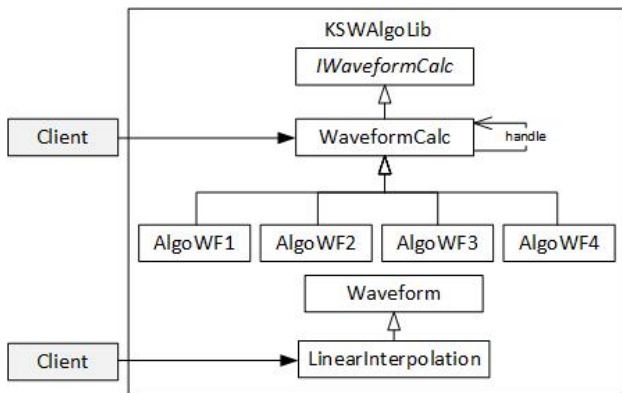 KSWAlgoLib
IWaveformCalc
Client
WaveformCalc
handle
AlgoWF1
AlgoWF2
AlgoWF3
AlgoWF4
Waveform
Client
LinearInterpolation